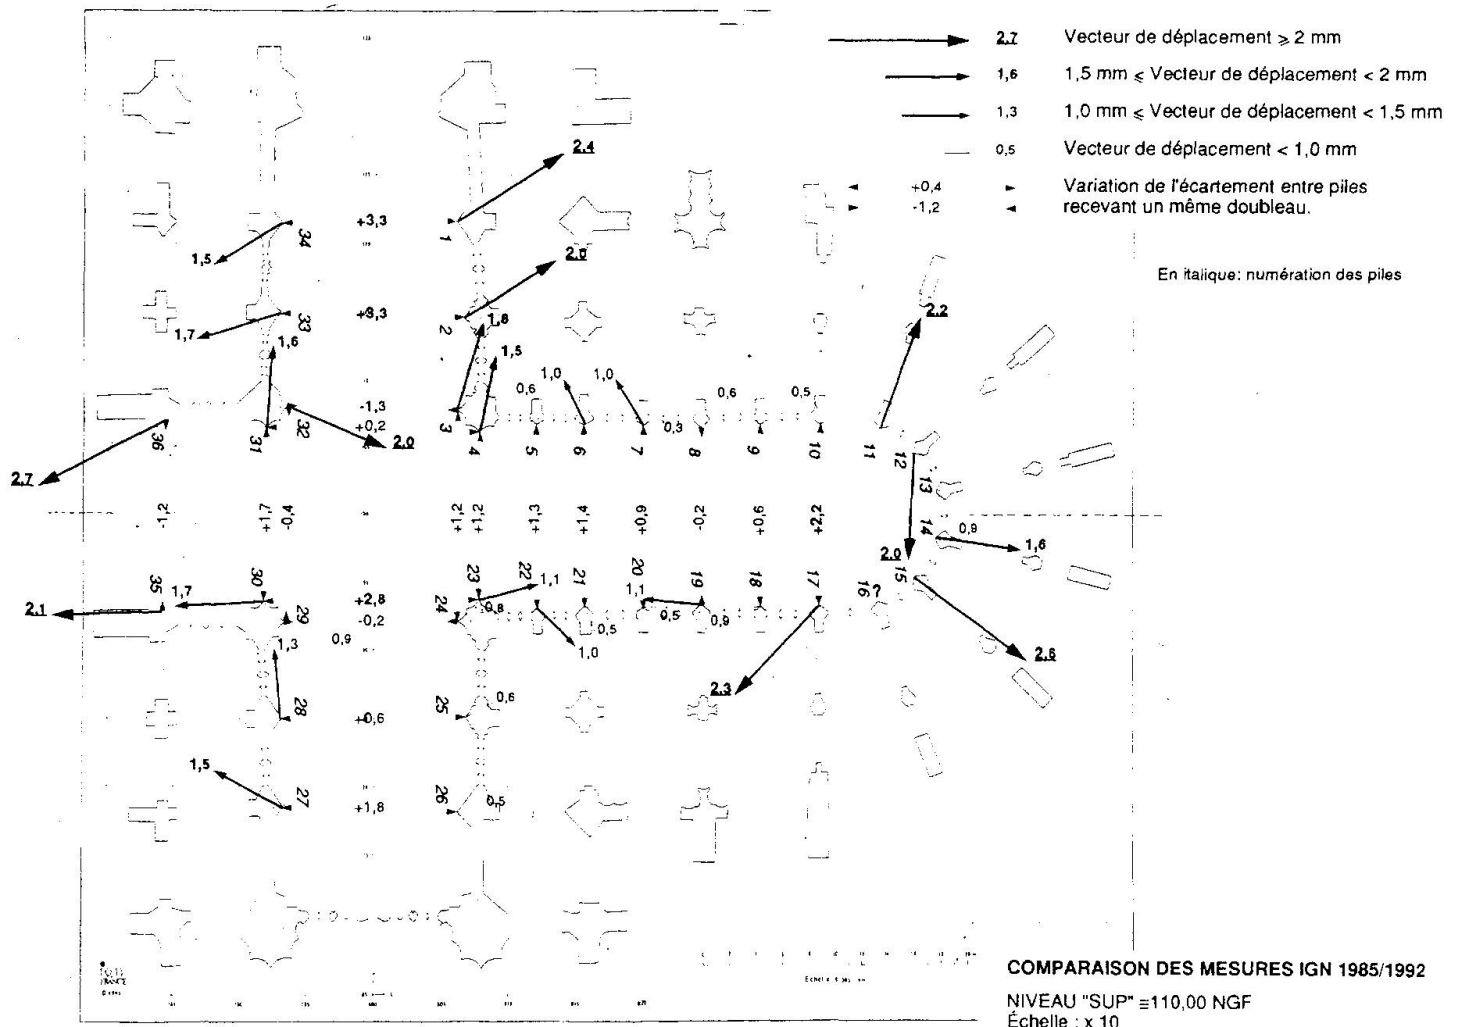 2.7 Vecteur de déplacement ⩾ 2 mm
1,6 1,5 mm ⩽ Vecteur de déplacement < 2 mm
1,3 1,0 mm ⩽ Vecteur de déplacement < 1,5 mm
0,5 Vecteur de déplacement < 1,0 mm
+0,4 Variation de l'écartement entre piles
-1,2 recevant un même doubleau.
En italique: numération des piles
2.4
34 +3,3 1
1,5
2.0
33 +3,3 2
1,7 1,6 1,8 1,5 2.2
0,6 1,0 1,0 0,6 0,5
-1,3
+0,2 0,3
36 31 32 2.0 3 4 5 6 7 8 9 10 11 12
2.7 13
-1,2 +1,7 -0,4 +1,2 +1,2 +1,3 +1,4 +0,9 -0,2 +0,6 +2,2 14 0,9 1,6
2.0
35 30 23 22 21 20 19 18 17 16? 15
2.1 1,7 +2,8 1,1 1,1
29 -0,2 24 0,8 0,5 0,5 0,9
1,3 0,9 1,0 2.6
2.3
28 +0,6 25 0,6
1,5
27 +1,8 26 0,5
FRANCE
COMPARAISON DES MESURES IGN 1985/1992
NIVEAU "SUP" ≅110,00 NGF
Échelle : x 10